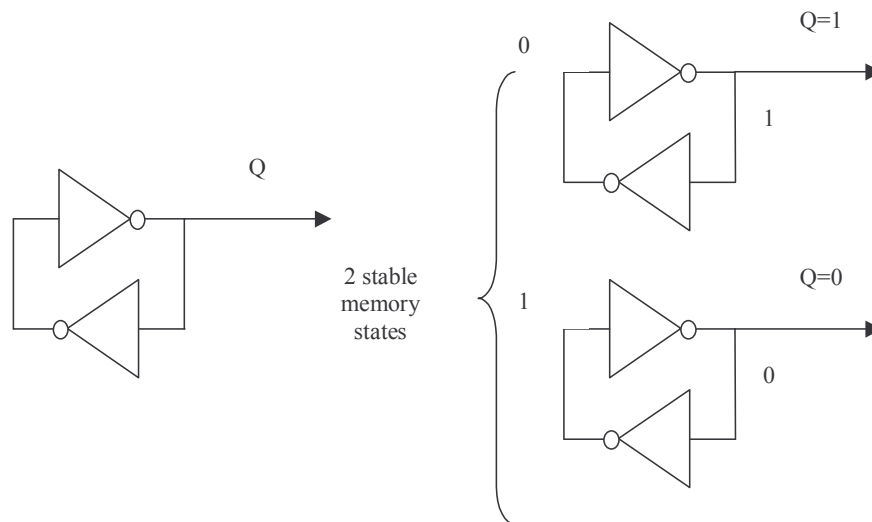 Q
2 stable
memory
states
0
Q=1
1
1
Q=0
0